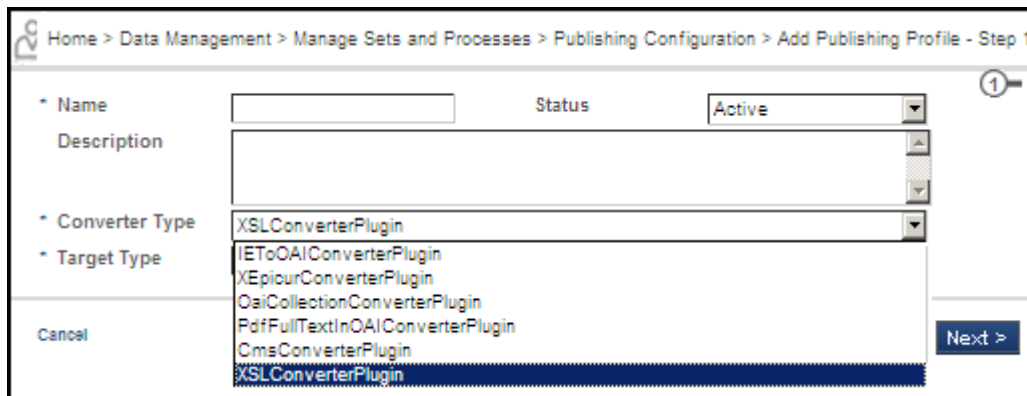 Home > Data Management > Manage Sets and Processes > Publishing Configuration > Add Publishing Profile - Step 1
1
* Name Status Active
Description
* Converter Type XSLConverterPlugin
* Target Type
IEToOAIConverterPlugin
XEpicurConverterPlugin
OaiCollectionConverterPlugin
PdfFullTextInOAIConverterPlugin
CmsConverterPlugin
XSLConverterPlugin
Cancel Next >